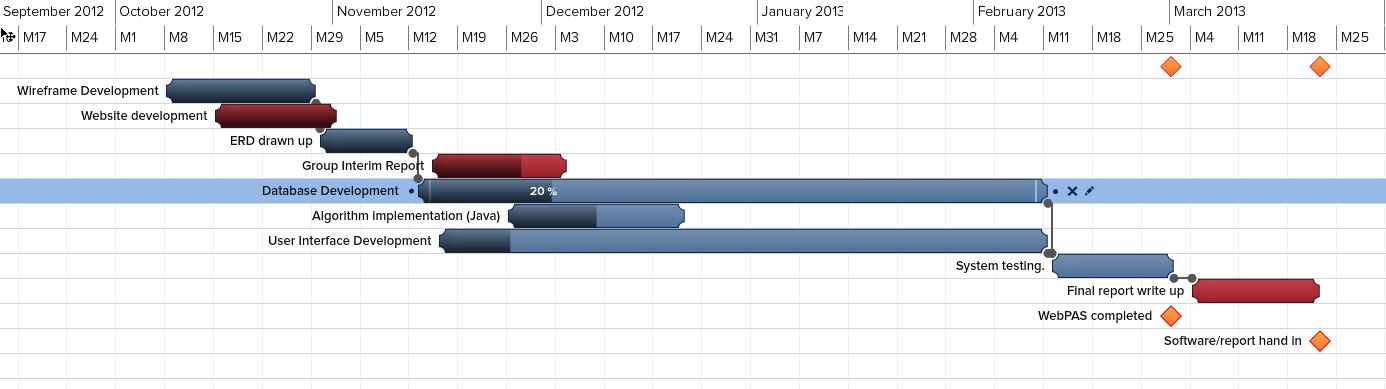 September 2012 October 2012 November 2012 December 2012 January 2013 February 2013 March 2013
M17 M24 M1 M8 M15 M22 M29 M5 M12 M19 M26 M3 M10 M17 M24 M31 M7 M14 M21 M28 M4 M11 M18 M25 M4 M11 M18 M25
Wireframe Development
Website development
ERD drawn up
Group Interim Report
Database Development 20 %
Algorithm implementation (Java)
User Interface Development
System testing.
Final report write up
WebPAS completed
Software/report hand in